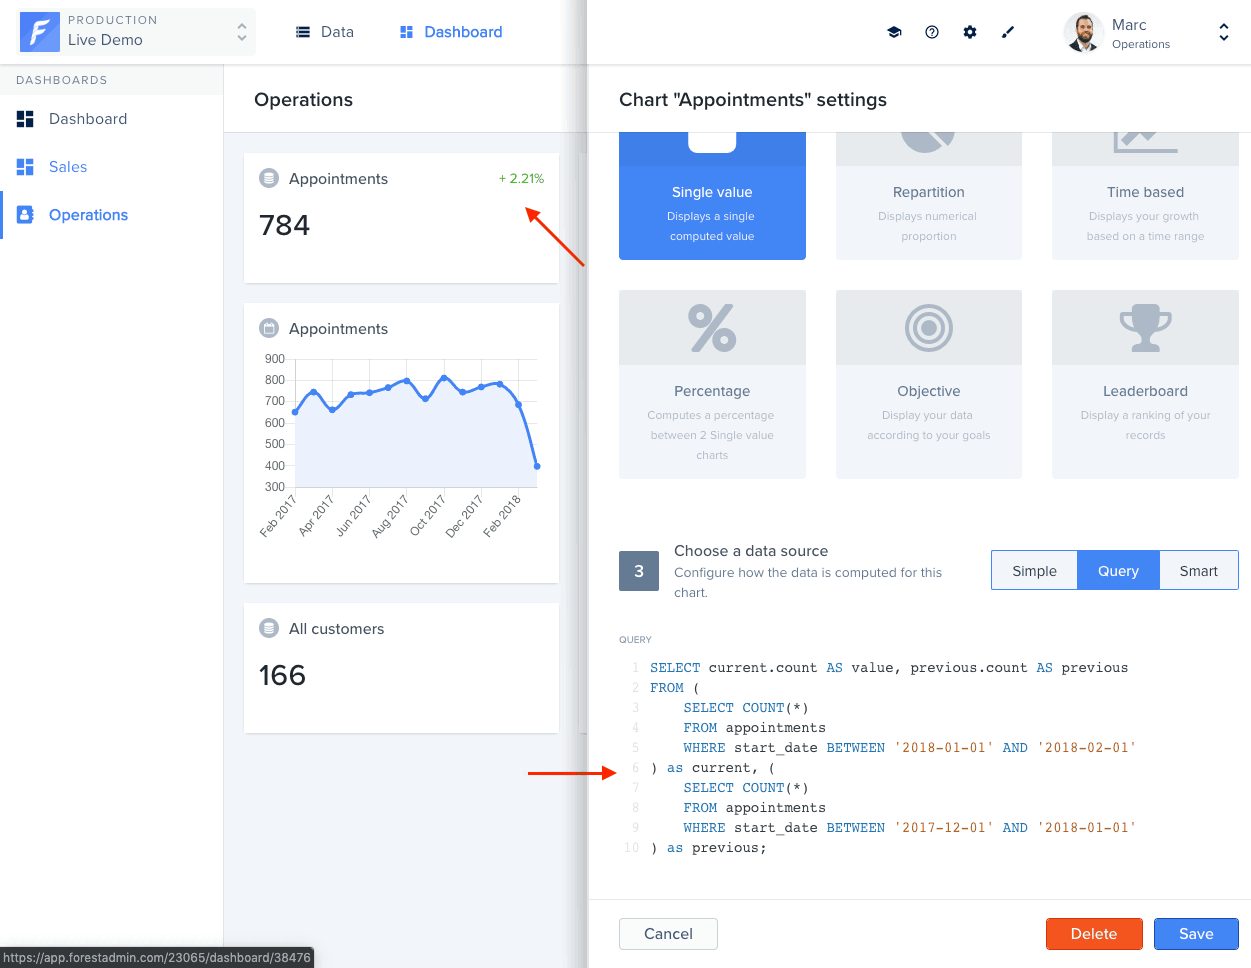 PRODUCTION
Live Demo
Data
Dashboard
Marc
Operations
DASHBOARDS
Dashboard
Sales
Operations
Operations
Appointments
+ 2.21%
784
Appointments
900
800
700
600
500
400
300
Feb 2017
Apr 2017
Jun 2017
Aug 2017
Oct 2017
Dec 2017
Feb 2018
All customers
166
Chart "Appointments" settings
Single value
Displays a single
computed value
Repartition
Displays numerical
proportion
Time based
Displays your growth
based on a time range
Percentage
Computes a percentage
between 2 Single value
charts
Objective
Display your data
according to your goals
Leaderboard
Display a ranking of your
records
3
Choose a data source
Configure how the data is computed for this
chart.
Simple
Query
Smart
QUERY
1 SELECT current.count AS value, previous.count AS previous
2 FROM (
3 SELECT COUNT(*)
4 FROM appointments
5 WHERE start_date BETWEEN '2018-01-01' AND '2018-02-01'
6 ) as current, (
7 SELECT COUNT(*)
8 FROM appointments
9 WHERE start_date BETWEEN '2017-12-01' AND '2018-01-01'
10 ) as previous;
Cancel
Delete
Save
https://app.forestadmin.com/23065/dashboard/38476